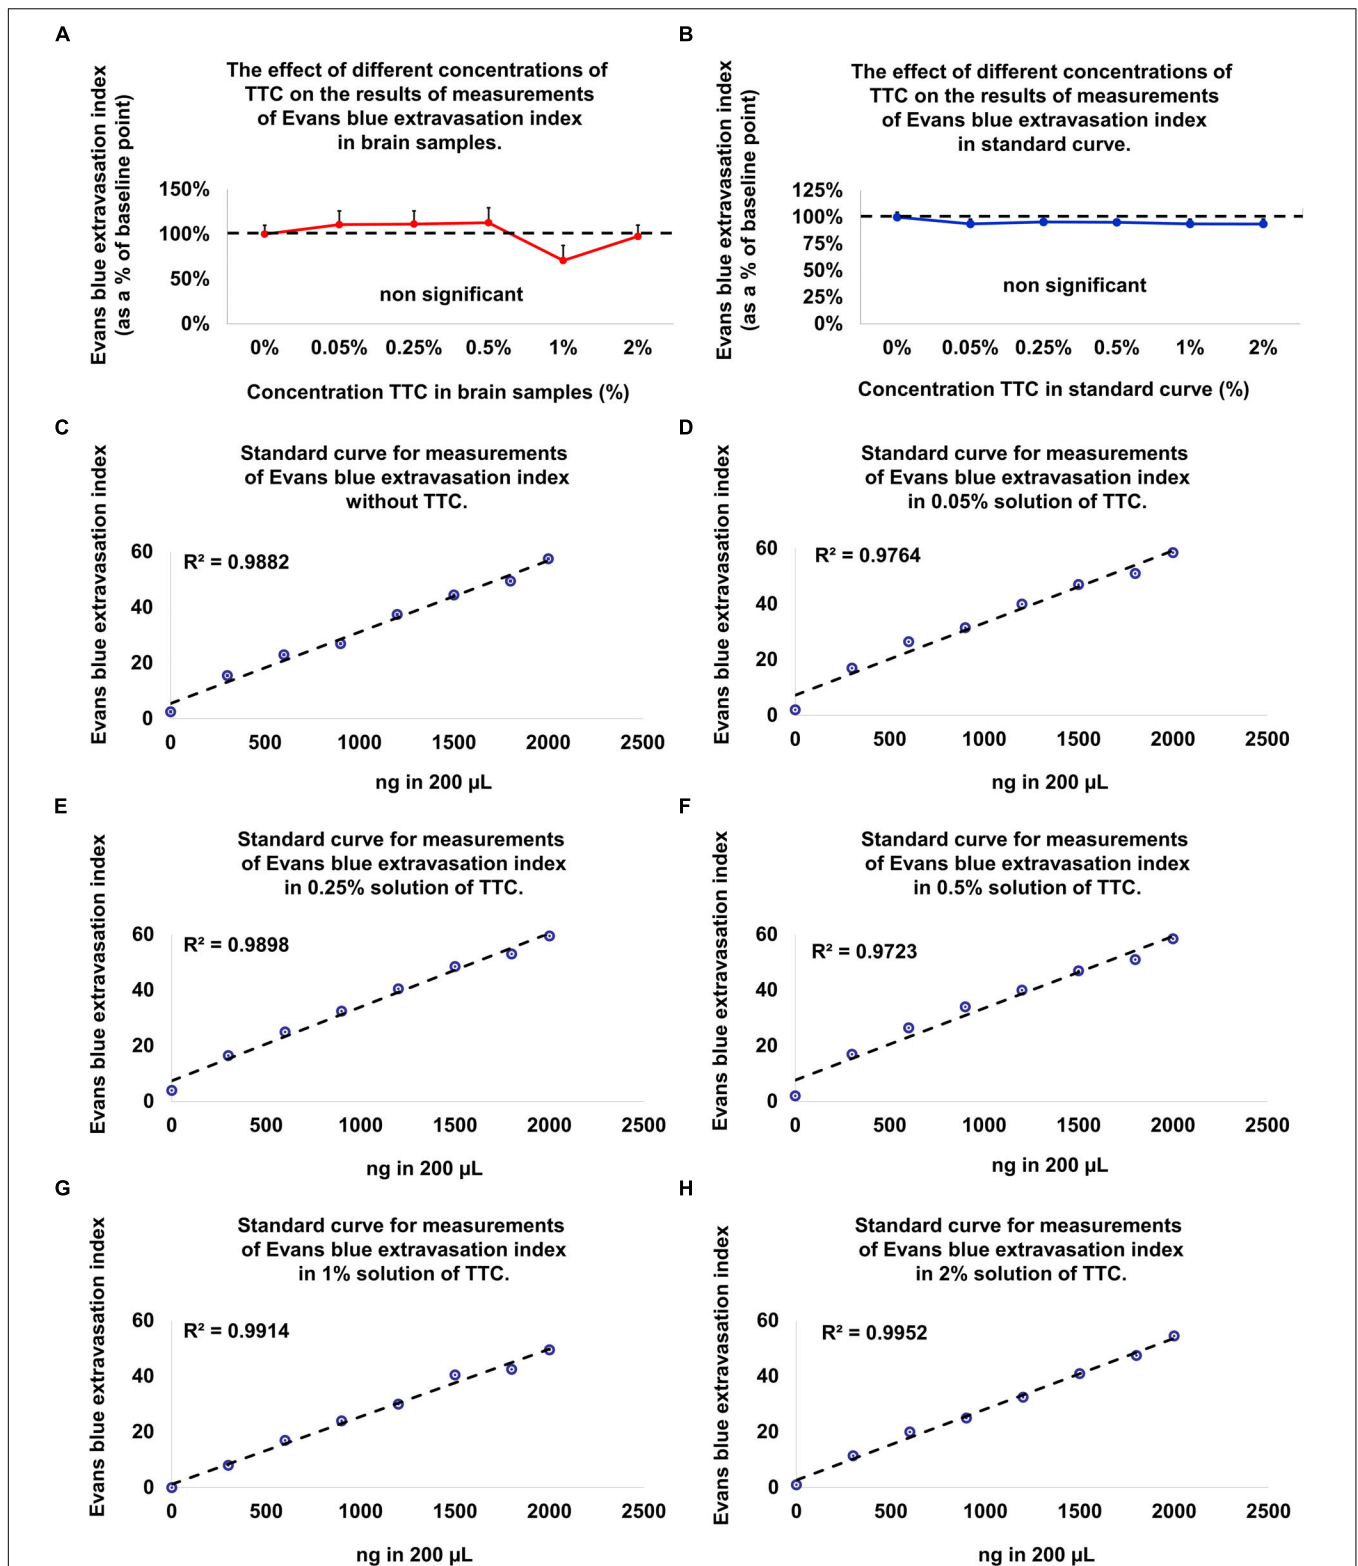 A
Evans blue extravasation index
(as a % of baseline point)
The effect of different concentrations of
TTC on the results of measurements
of Evans blue extravasation index
in brain samples.
150%
100%
50%
0%
non significant
0% 0.05% 0.25% 0.5% 1% 2%
Concentration TTC in brain samples (%)
B
Evans blue extravasation index
(as a % of baseline point)
The effect of different concentrations of
TTC on the results of measurements
of Evans blue extravasation index
in standard curve.
125%
100%
75%
50%
25%
0%
non significant
0% 0.05% 0.25% 0.5% 1% 2%
Concentration TTC in standard curve (%)
C
Evans blue extravasation index
Standard curve for measurements
of Evans blue extravasation index
without TTC.
R² = 0.9882
60
40
20
0
0 500 1000 1500 2000 2500
ng in 200 µL
D
Evans blue extravasation index
Standard curve for measurements
of Evans blue extravasation index
in 0.05% solution of TTC.
R² = 0.9764
60
40
20
0
0 500 1000 1500 2000 2500
ng in 200 µL
E
Evans blue extravasation index
Standard curve for measurements
of Evans blue extravasation index
in 0.25% solution of TTC.
R² = 0.9898
60
40
20
0
0 500 1000 1500 2000 2500
ng in 200 µL
F
Evans blue extravasation index
Standard curve for measurements
of Evans blue extravasation index
in 0.5% solution of TTC.
R² = 0.9723
60
40
20
0
0 500 1000 1500 2000 2500
ng in 200 µL
G
Evans blue extravasation index
Standard curve for measurements
of Evans blue extravasation index
in 1% solution of TTC.
R² = 0.9914
60
40
20
0
0 500 1000 1500 2000 2500
ng in 200 µL
H
Evans blue extravasation index
Standard curve for measurements
of Evans blue extravasation index
in 2% solution of TTC.
R² = 0.9952
60
40
20
0
0 500 1000 1500 2000 2500
ng in 200 µL